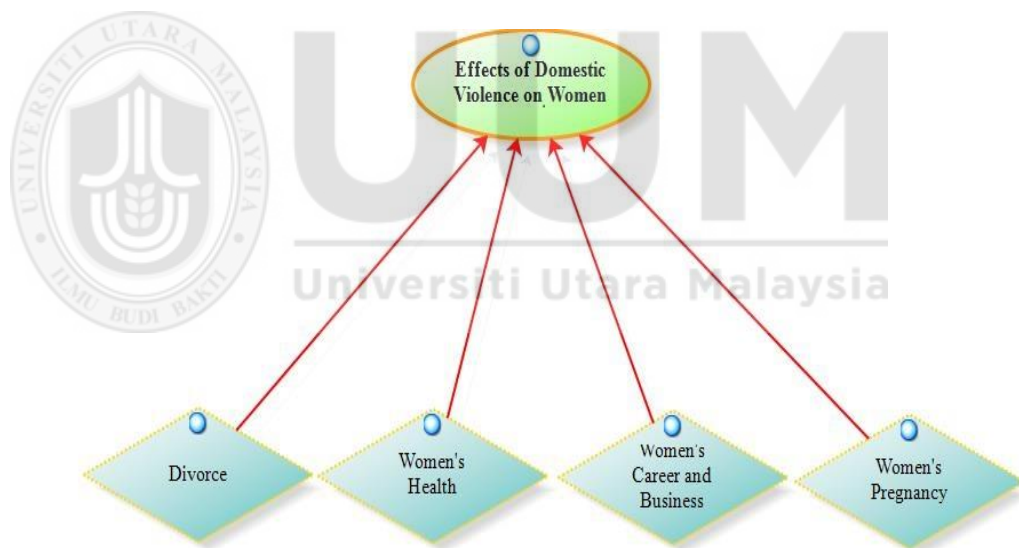 UNIVERSITI UTARA MALAYSIA
ILMU BUDI BAKTI
UUM
Universiti Utara Malaysia
Effects of Domestic
Violence on Women
Divorce
Women's
Health
Women's
Career and
Business
Women's
Pregnancy